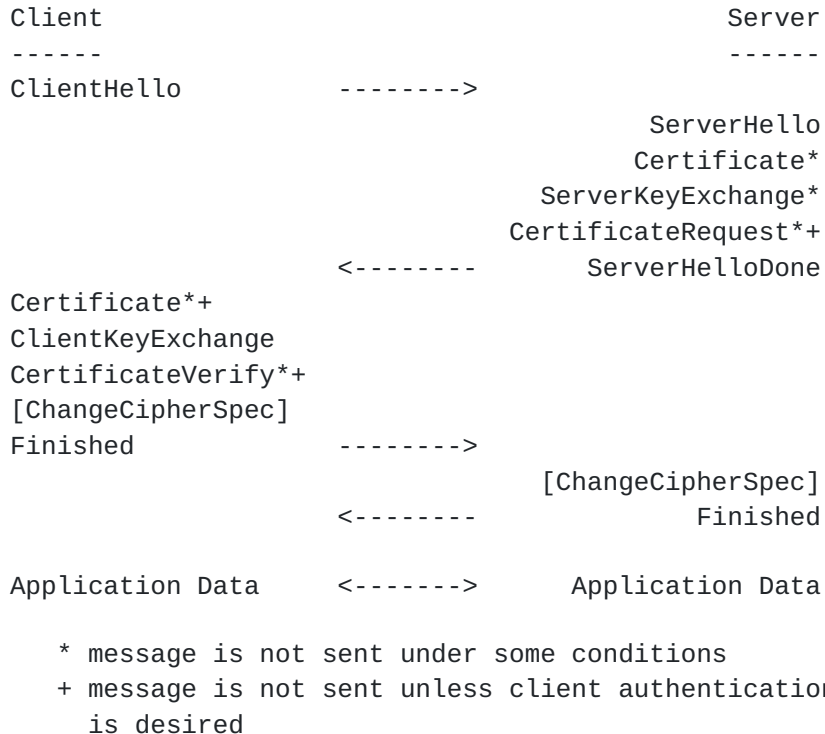 Client                                        Server
------                                        ------
ClientHello          -------->
                                         ServerHello
                                        Certificate*
                                  ServerKeyExchange*
                                CertificateRequest*+
                     <--------       ServerHelloDone
Certificate*+
ClientKeyExchange
CertificateVerify*+
[ChangeCipherSpec]
Finished             -------->
                                  [ChangeCipherSpec]
                     <--------              Finished
Application Data     <------->      Application Data
   * message is not sent under some conditions
   + message is not sent unless client authentication
     is desired